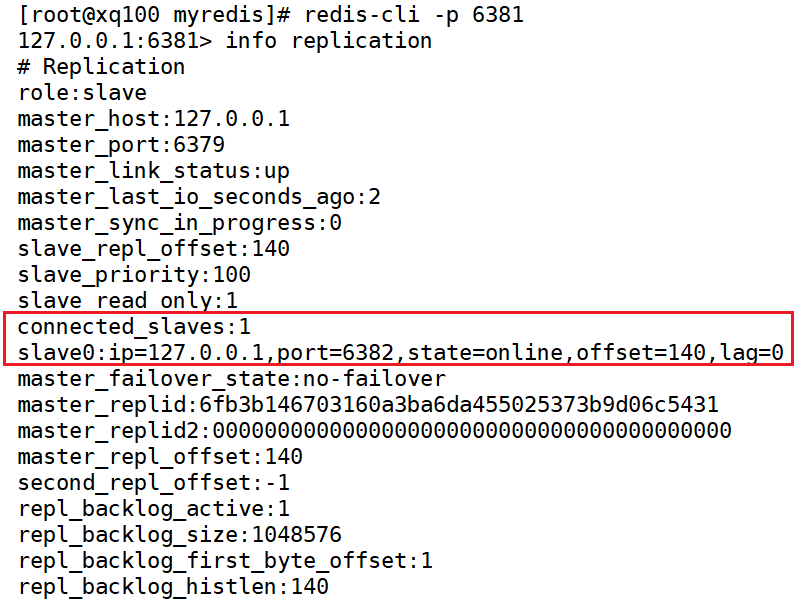 [root@xq100 myredis]# redis-cli -p 6381
127.0.0.1:6381> info replication
# Replication
role:slave
master_host:127.0.0.1
master_port:6379
master_link_status:up
master_last_io_seconds_ago:2
master_sync_in_progress:0
slave_repl_offset:140
slave_priority:100
slave_read_only:1
connected_slaves:1
slave0:ip=127.0.0.1,port=6382,state=online,offset=140,lag=0
master_failover_state:no-failover
master_replid:6fb3b146703160a3ba6da455025373b9d06c5431
master_replid2:0000000000000000000000000000000000000000
master_repl_offset:140
second_repl_offset:-1
repl_backlog_active:1
repl_backlog_size:1048576
repl_backlog_first_byte_offset:1
repl_backlog_histlen:140